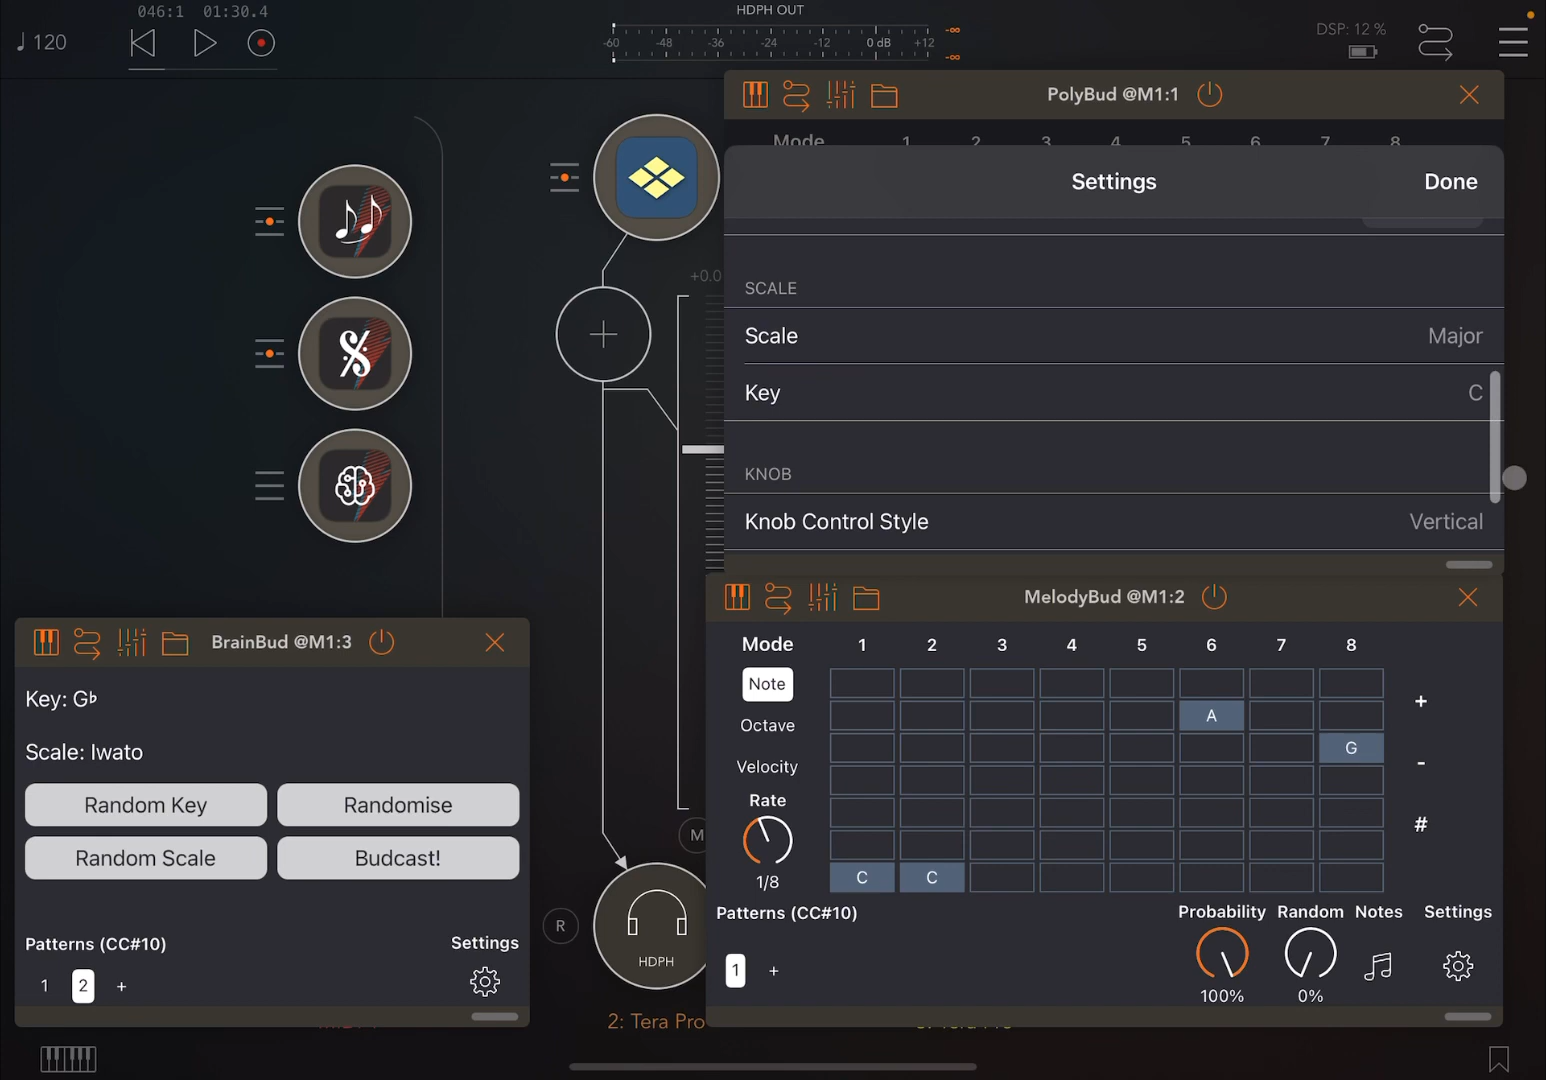 046:1 01:30.4
HDPH OUT
♩ 120
-60 -48 -36 -24 -12 0 dB +12
-∞
-∞
DSP: 12 %
PolyBud @M1:1
Mode 1 2 3 4 5 6 7 8
Settings Done
+0.0
SCALE
Scale Major
Key C
KNOB
Knob Control Style Vertical
MelodyBud @M1:2
Mode 1 2 3 4 5 6 7 8
Note
Octave A
+
G
Velocity
-
Rate
#
1/8 C C
Patterns (CC#10)
Probability Random Notes Settings
1 +
100% 0%
BrainBud @M1:3
Key: G♭
Scale: Iwato
Random Key Randomise
Random Scale Budcast!
Patterns (CC#10) Settings
1 2 +
M
R
HDPH
2: Tera Pro